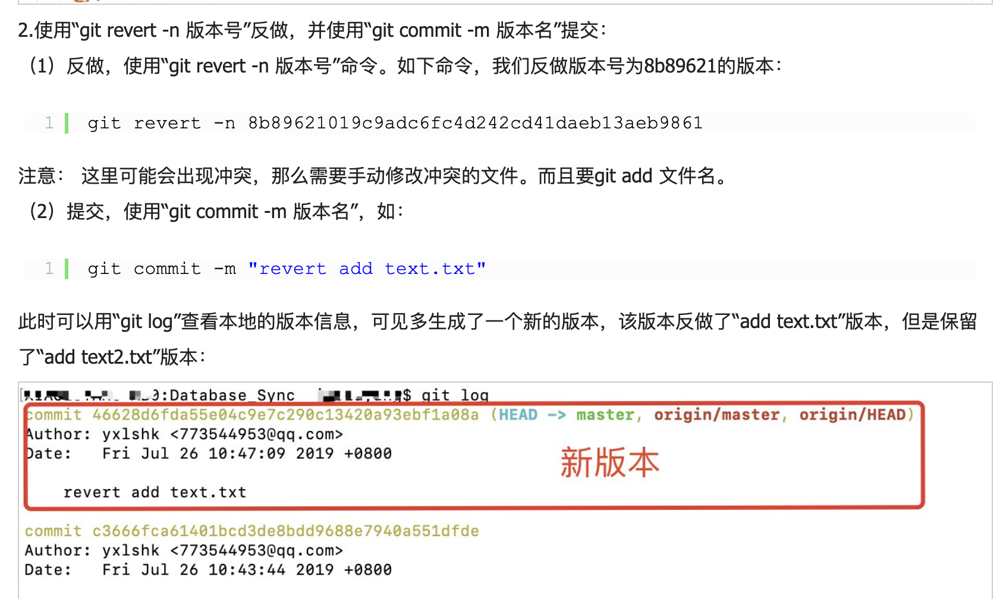 2.使用“git revert -n 版本号”反做，并使用“git commit -m 版本名”提交：
（1）反做，使用“git revert -n 版本号”命令。如下命令，我们反做版本号为8b89621的版本：
1 git revert -n 8b89621019c9adc6fc4d242cd41daeb13aeb9861
注意： 这里可能会出现冲突，那么需要手动修改冲突的文件。而且要git add 文件名。
（2）提交，使用“git commit -m 版本名”，如：
1 git commit -m "revert add text.txt"
此时可以用“git log”查看本地的版本信息，可见多生成了一个新的版本，该版本反做了“add text.txt”版本，但是保留
了“add text2.txt”版本：
:Database_Sync $ git log
commit 46628d6fda55e04c9e7c290c13420a93ebf1a08a (HEAD -> master, origin/master, origin/HEAD)
Author: yxlshk <773544953@qq.com>
Date: Fri Jul 26 10:47:09 2019 +0800
新版本
revert add text.txt
commit c3666fca61401bcd3de8bdd9688e7940a551dfde
Author: yxlshk <773544953@qq.com>
Date: Fri Jul 26 10:43:44 2019 +0800